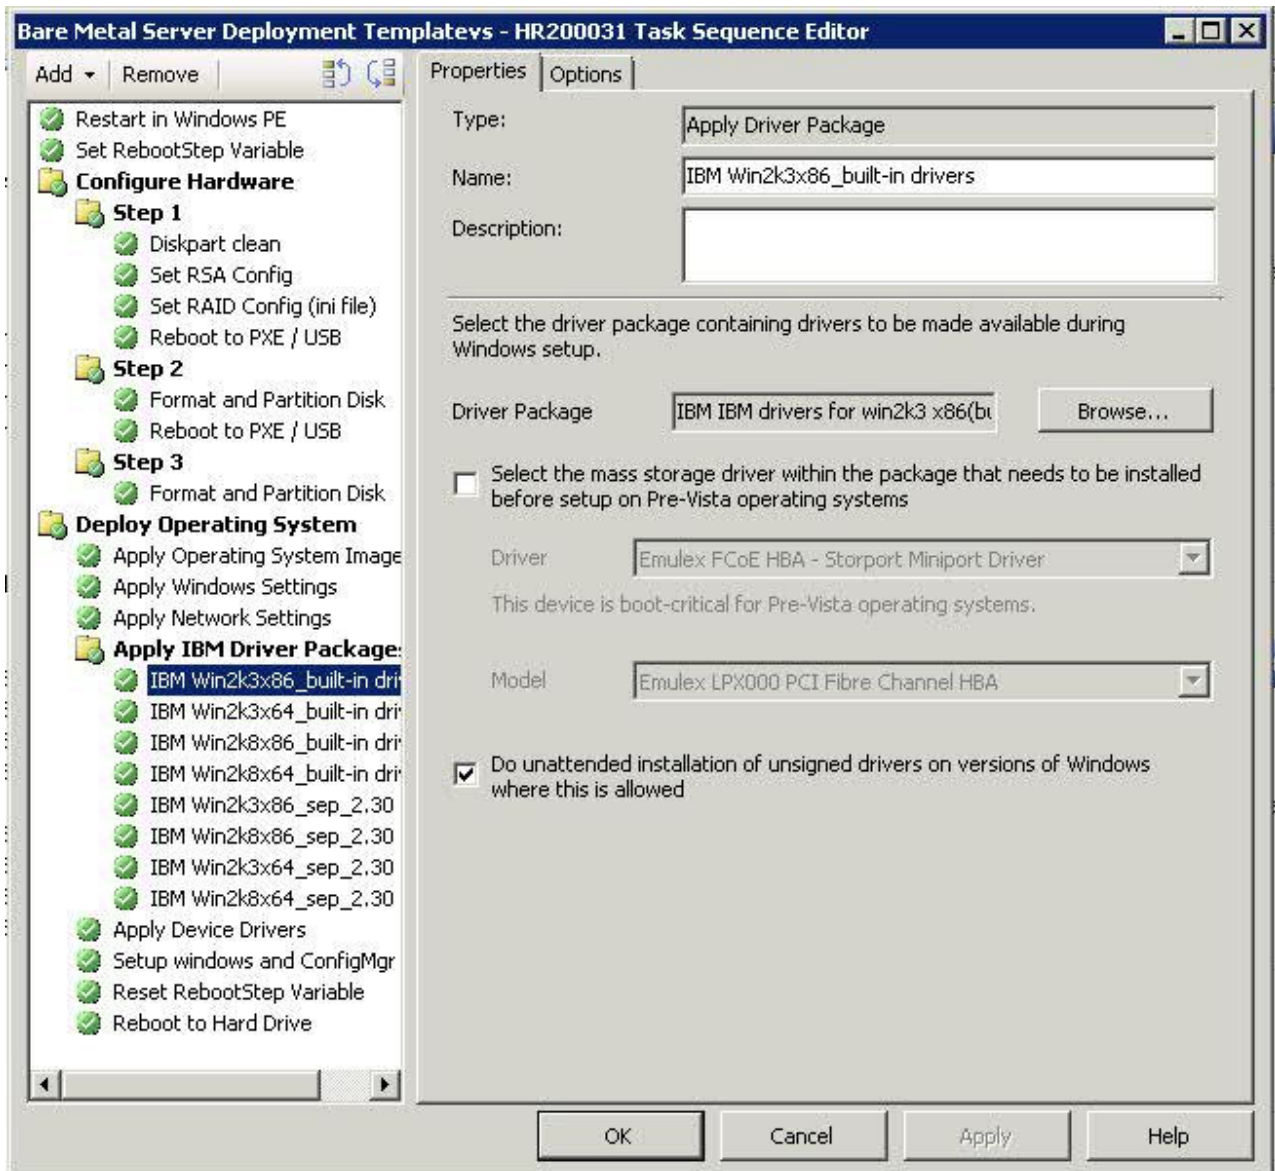 Bare Metal Server Deployment Templatevs - HR200031 Task Sequence Editor
Add Remove
Restart in Windows PE
Set RebootStep Variable
Configure Hardware
Step 1
Diskpart clean
Set RSA Config
Set RAID Config (ini file)
Reboot to PXE / USB
Step 2
Format and Partition Disk
Reboot to PXE / USB
Step 3
Format and Partition Disk
Deploy Operating System
Apply Operating System Image
Apply Windows Settings
Apply Network Settings
Apply IBM Driver Package
IBM Win2k3x86_built-in dri
IBM Win2k3x64_built-in dri
IBM Win2k8x86_built-in dri
IBM Win2k8x64_built-in dri
IBM Win2k3x86_sep_2.30
IBM Win2k8x86_sep_2.30
IBM Win2k3x64_sep_2.30
IBM Win2k8x64_sep_2.30
Apply Device Drivers
Setup windows and ConfigMgr
Reset RebootStep Variable
Reboot to Hard Drive
Properties Options
Type: Apply Driver Package
Name: IBM Win2k3x86_built-in drivers
Description:
Select the driver package containing drivers to be made available during
Windows setup.
Driver Package IBM IBM drivers for win2k3 x86(bu Browse...
Select the mass storage driver within the package that needs to be installed
before setup on Pre-Vista operating systems
Driver Emulex FCoE HBA - Storport Miniport Driver
This device is boot-critical for Pre-Vista operating systems.
Model Emulex LPX000 PCI Fibre Channel HBA
Do unattended installation of unsigned drivers on versions of Windows
where this is allowed
OK Cancel Apply Help